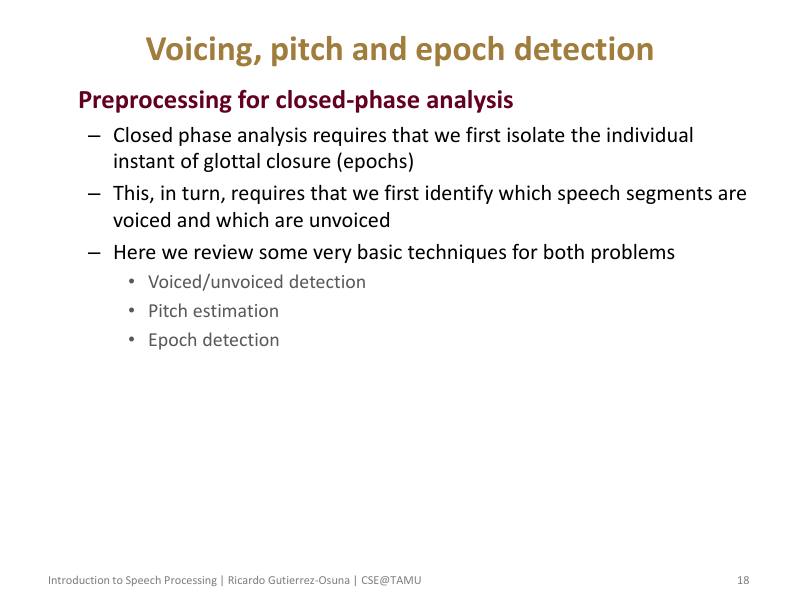 Voicing, pitch and epoch detection
Preprocessing for closed-phase analysis
– Closed phase analysis requires that we first isolate the individual
instant of glottal closure (epochs)
– This, in turn, requires that we first identify which speech segments are
voiced and which are unvoiced
– Here we review some very basic techniques for both problems
• Voiced/unvoiced detection
• Pitch estimation
• Epoch detection
Introduction to Speech Processing | Ricardo Gutierrez-Osuna | CSE@TAMU 18